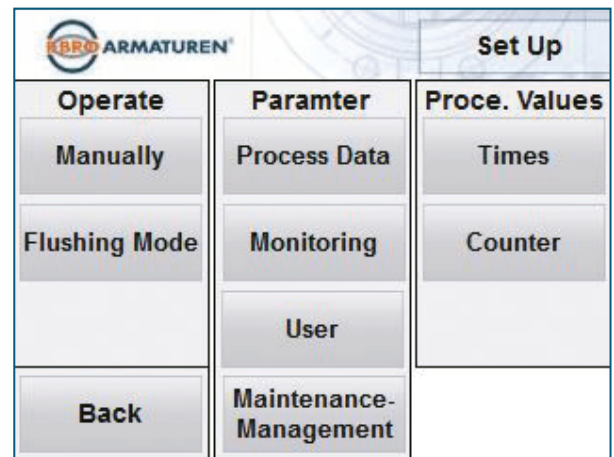 EBRO ARMATUREN®
Set Up
Operate
Manually
Flushing Mode
Back
Paramter
Process Data
Monitoring
User
Maintenance-
Management
Proce. Values
Times
Counter